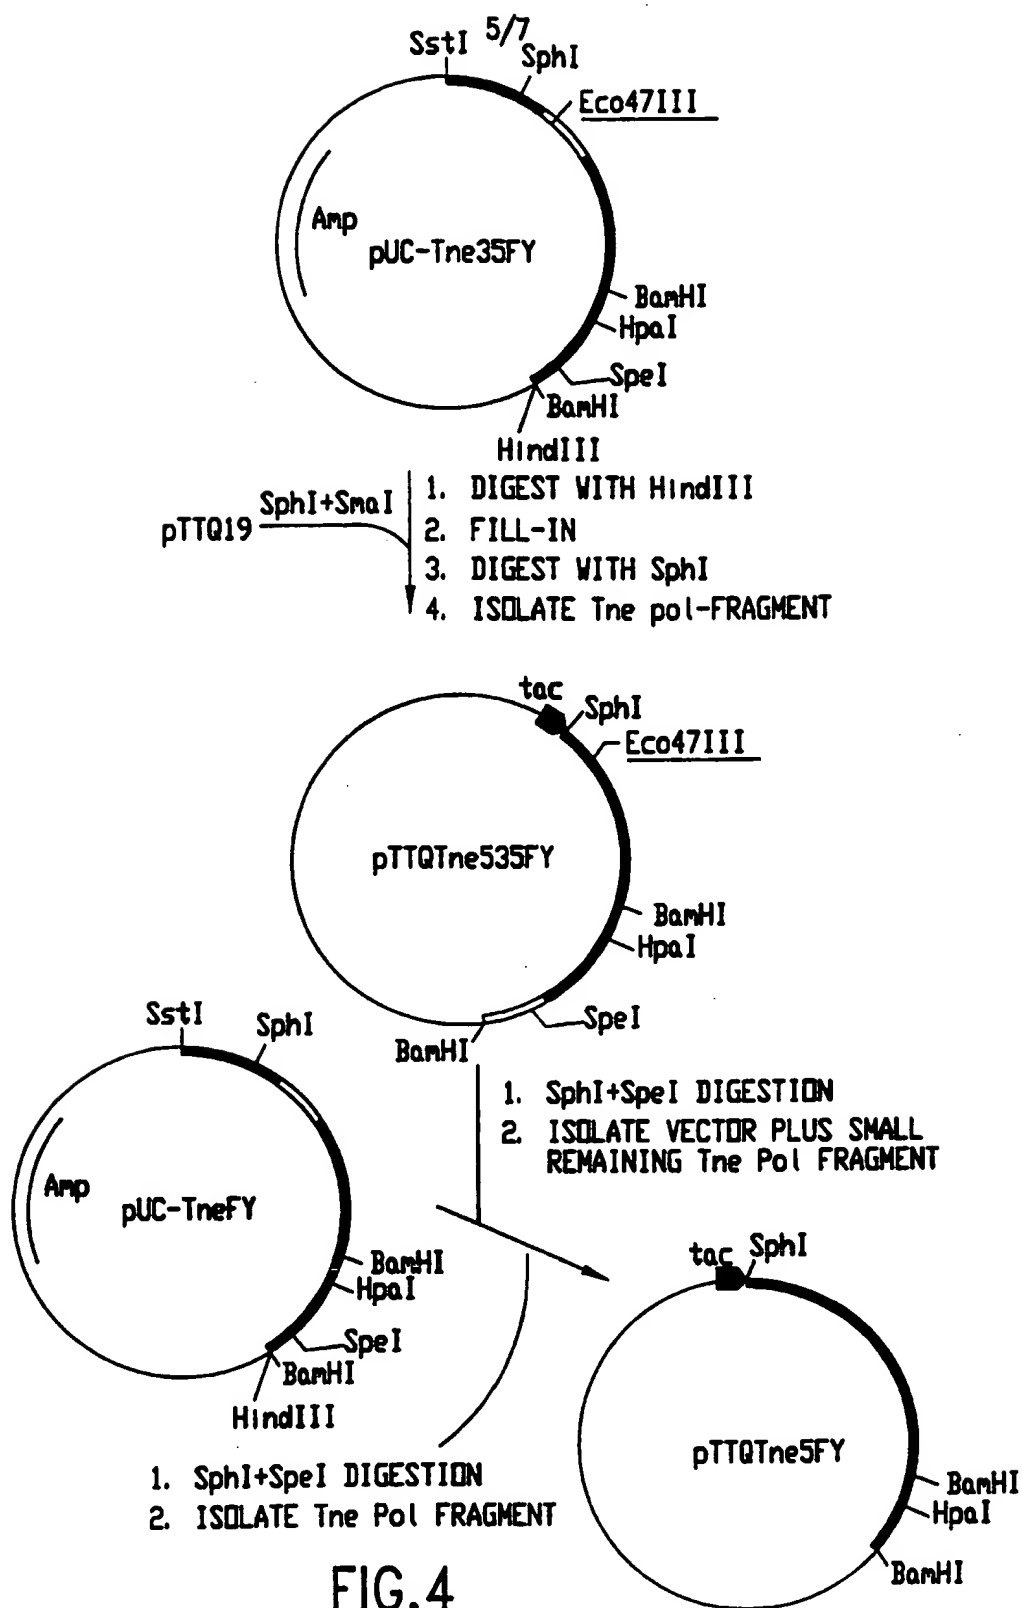 5/7
SstI
SphI
Eco47III
Amp
pUC-Tne35FY
BamHI
HpaI
SpeI
BamHI
HindIII
pTTQ19
SphI+SmaI
1. DIGEST WITH HindIII
2. FILL-IN
3. DIGEST WITH SphI
4. ISOLATE Tne pol-FRAGMENT
tac
SphI
Eco47III
pTTQTne535FY
BamHI
HpaI
SpeI
BamHI
1. SphI+SpeI DIGESTION
2. ISOLATE VECTOR PLUS SMALL
REMAINING Tne Pol FRAGMENT
SstI
SphI
Amp
pUC-TneFY
BamHI
HpaI
SpeI
BamHI
HindIII
1. SphI+SpeI DIGESTION
2. ISOLATE Tne Pol FRAGMENT
tac
SphI
pTTQTne5FY
BamHI
HpaI
BamHI
FIG.4